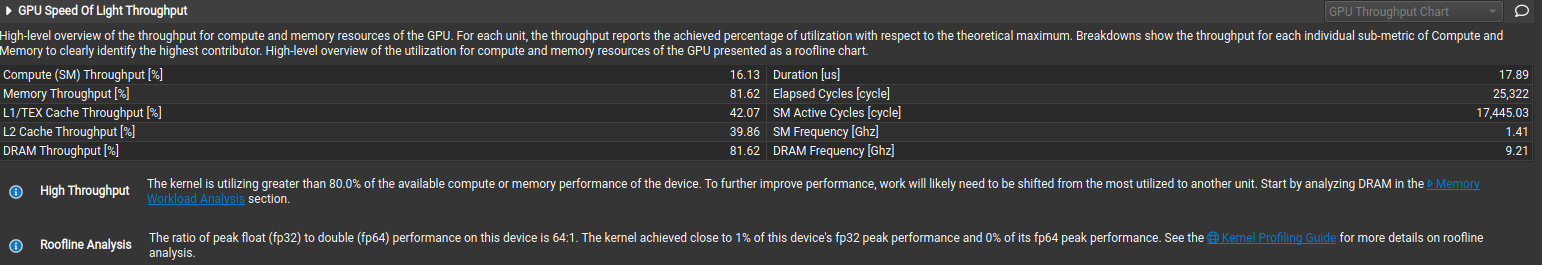 GPU Speed Of Light Throughput
GPU Throughput Chart
High-level overview of the throughput for compute and memory resources of the GPU. For each unit, the throughput reports the achieved percentage of utilization with respect to the theoretical maximum. Breakdowns show the throughput for each individual sub-metric of Compute and
Memory to clearly identify the highest contributor. High-level overview of the utilization for compute and memory resources of the GPU presented as a roofline chart.
Compute (SM) Throughput [%] 16.13 Duration [us] 17.89
Memory Throughput [%] 81.62 Elapsed Cycles [cycle] 25,322
L1/TEX Cache Throughput [%] 42.07 SM Active Cycles [cycle] 17,445.03
L2 Cache Throughput [%] 39.86 SM Frequency [Ghz] 1.41
DRAM Throughput [%] 81.62 DRAM Frequency [Ghz] 9.21
High Throughput
The kernel is utilizing greater than 80.0% of the available compute or memory performance of the device. To further improve performance, work will likely need to be shifted from the most utilized to another unit. Start by analyzing DRAM in the Memory
Workload Analysis section.
Roofline Analysis
The ratio of peak float (fp32) to double (fp64) performance on this device is 64:1. The kernel achieved close to 1% of this device's fp32 peak performance and 0% of its fp64 peak performance. See the Kernel Profiling Guide for more details on roofline
analysis.